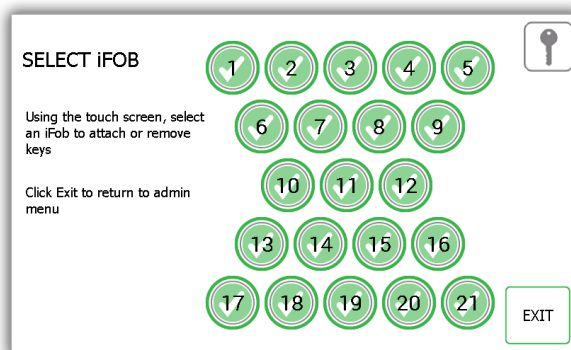 SELECT iFOB
Using the touch screen, select
an iFob to attach or remove
keys
Click Exit to return to admin
menu
1 2 3 4 5
6 7 8 9
10 11 12
13 14 15 16
17 18 19 20 21
EXIT